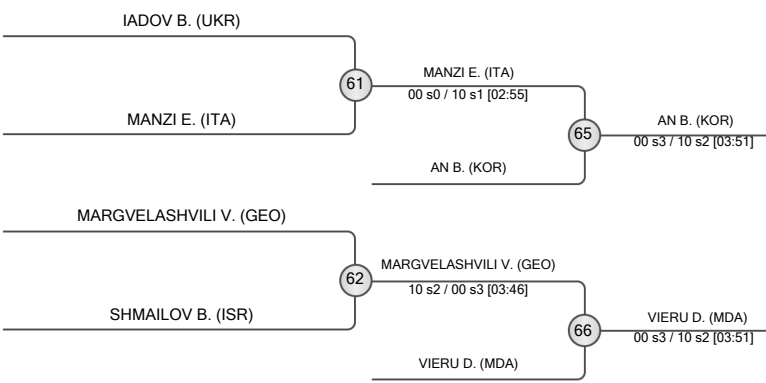 IADOV B. (UKR)
61
MANZI E. (ITA)
00 s0 / 10 s1 [02:55]
MANZI E. (ITA)
65
AN B. (KOR)
00 s3 / 10 s2 [03:51]
AN B. (KOR)
MARGVELASHVILI V. (GEO)
62
MARGVELASHVILI V. (GEO)
10 s2 / 00 s3 [03:46]
SHMAILOV B. (ISR)
66
VIERU D. (MDA)
00 s3 / 10 s2 [03:51]
VIERU D. (MDA)